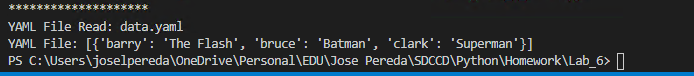 ********************
YAML File Read: data.yaml
YAML File: [{'barry': 'The Flash', 'bruce': 'Batman', 'clark': 'Superman'}]
PS C:\Users\joselpereda\OneDrive\Personal\EDU\Jose Pereda\SDCCD\Python\Homework\Lab_6>